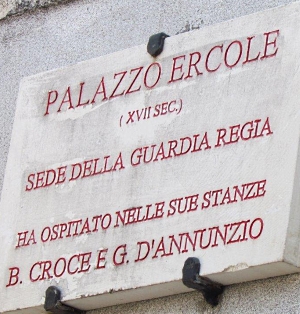 PALAZZO ERCOLE
( XVII SEC.)
SEDE DELLA GUARDIA REGIA
HA OSPITATO NELLE SUE STANZE
B. CROCE E G. D'ANNUNZIO